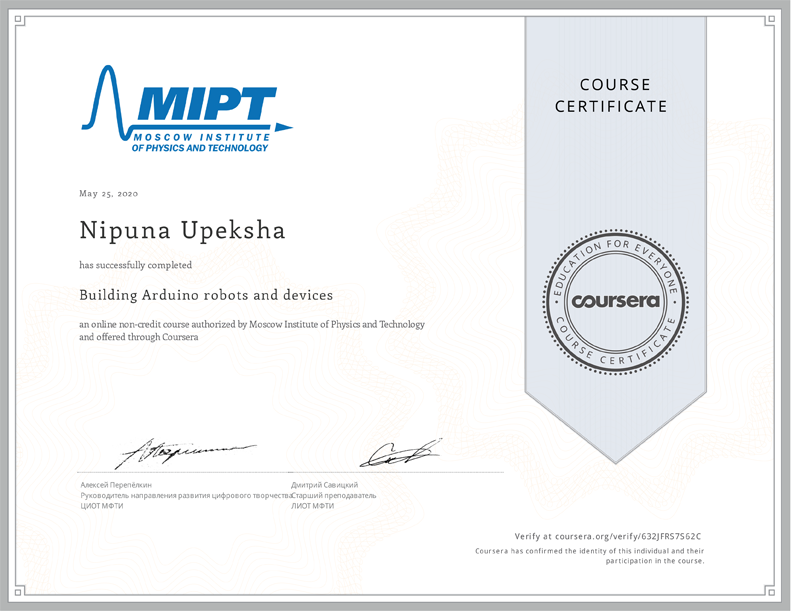 MIPT
MOSCOW INSTITUTE
OF PHYSICS AND TECHNOLOGY
COURSE
CERTIFICATE
May 25, 2020
Nipuna Upeksha
has successfully completed
Building Arduino robots and devices
an online non-credit course authorized by Moscow Institute of Physics and Technology
and offered through Coursera
EDUCATION FOR EVERYONE
coursera
COURSE CERTIFICATE
Алексей Перепёлкин
Руководитель направления развития цифрового творчества
ЦИОТ МФТИ
Дмитрий Савицкий
Старший преподаватель
ЛИОТ МФТИ
Verify at coursera.org/verify/632JFRS7S62C
Coursera has confirmed the identity of this individual and their
participation in the course.